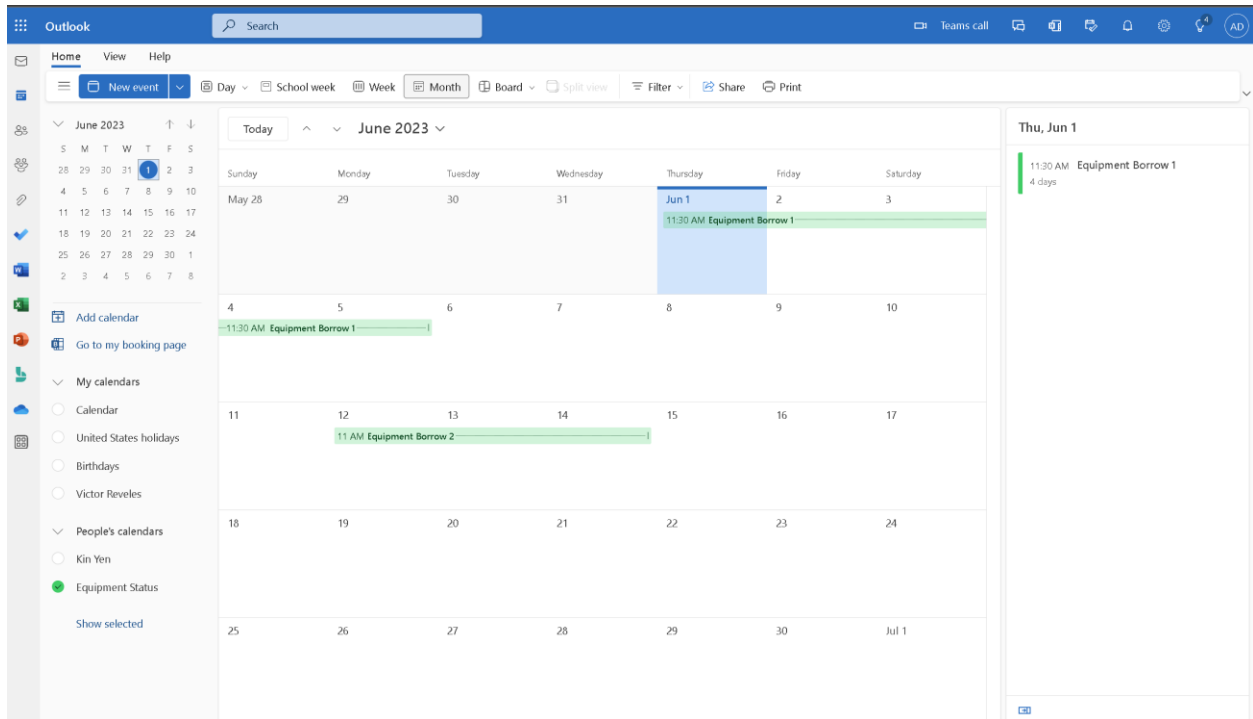 Outlook
Search
Teams call
4
AD
Home View Help
New event
Day School week Week Month Board Split view Filter Share Print
June 2023
S M T W T F S
28 29 30 31 1 2 3
4 5 6 7 8 9 10
11 12 13 14 15 16 17
18 19 20 21 22 23 24
25 26 27 28 29 30 1
2 3 4 5 6 7 8
Add calendar
Go to my booking page
My calendars
Calendar
United States holidays
Birthdays
Victor Reveles
People's calendars
Kin Yen
Equipment Status
Show selected
Today June 2023
Sunday Monday Tuesday Wednesday Thursday Friday Saturday
May 28 29 30 31 Jun 1 2 3
11:30 AM Equipment Borrow 1
4 5 6 7 8 9 10
11:30 AM Equipment Borrow 1
11 12 13 14 15 16 17
11 AM Equipment Borrow 2
18 19 20 21 22 23 24
25 26 27 28 29 30 Jul 1
Thu, Jun 1
11:30 AM Equipment Borrow 1
4 days